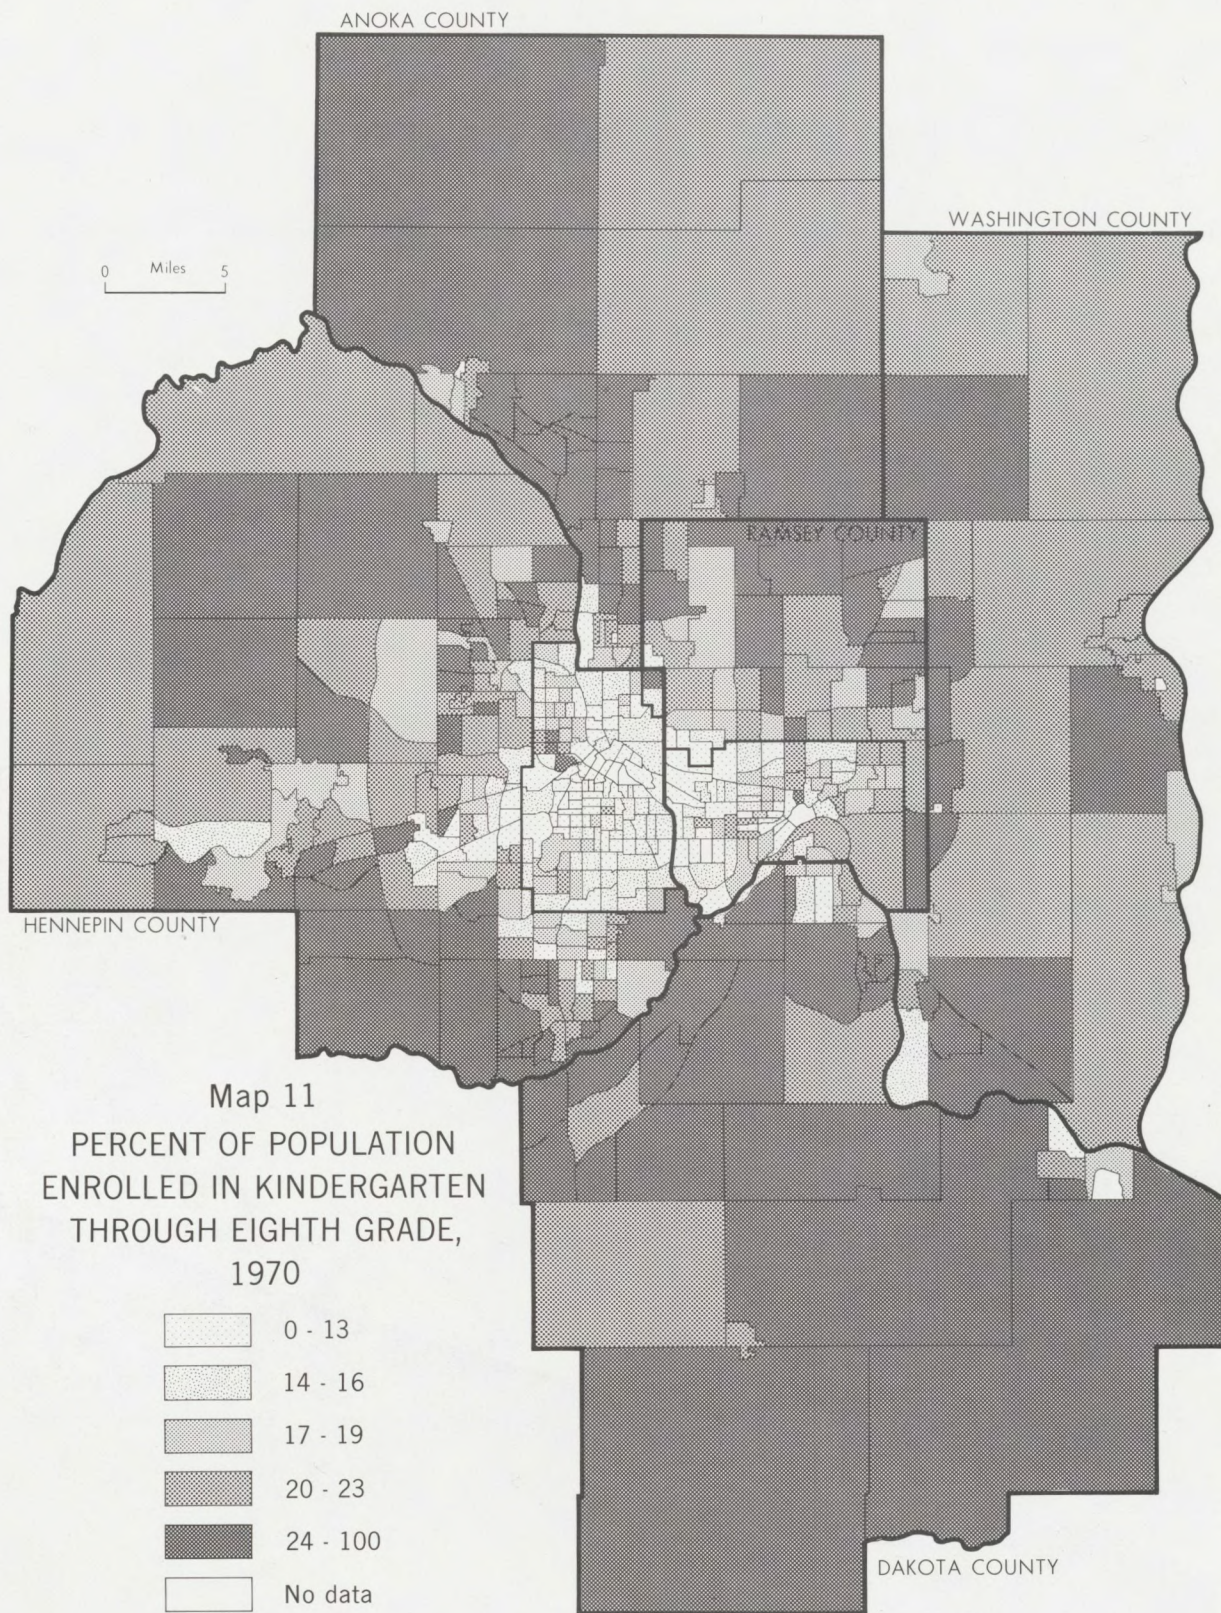 ANOKA COUNTY
WASHINGTON COUNTY
0 Miles 5
RAMSEY COUNTY
HENNEPIN COUNTY
Map 11
PERCENT OF POPULATION
ENROLLED IN KINDERGARTEN
THROUGH EIGHTH GRADE,
1970
0 - 13
14 - 16
17 - 19
20 - 23
24 - 100
No data
DAKOTA COUNTY